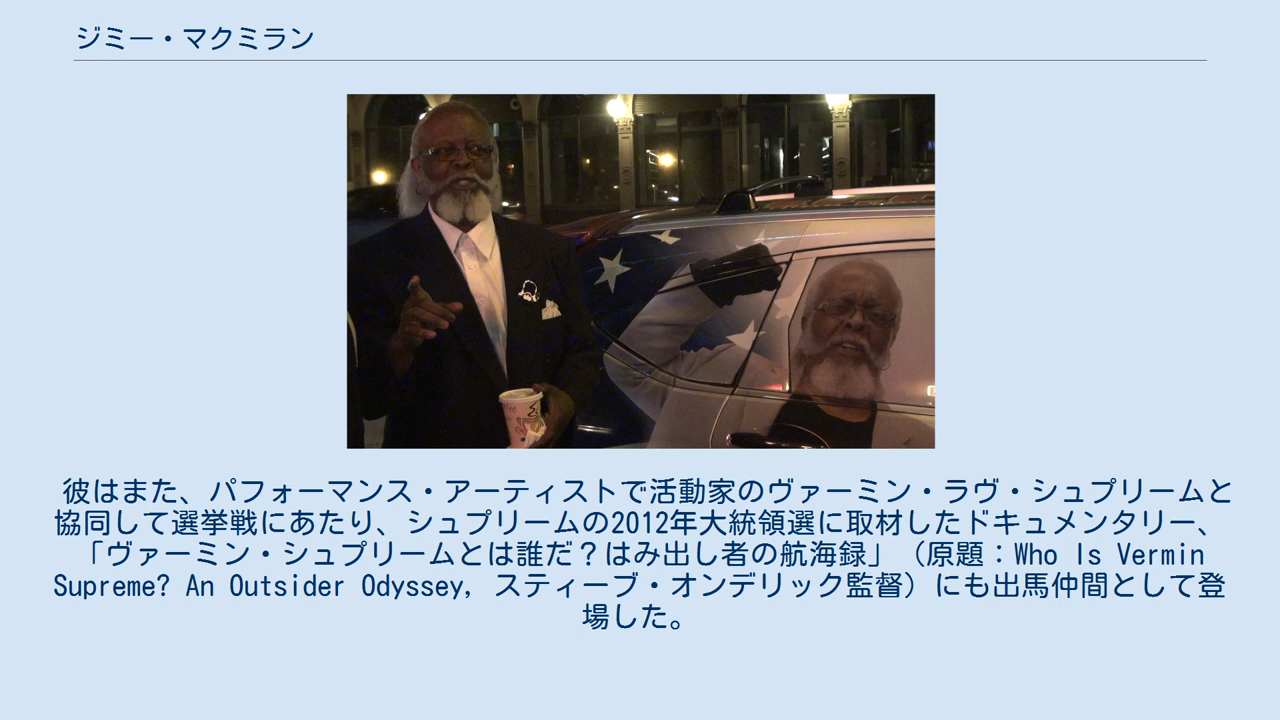 ジミー・マクミラン
彼はまた、パフォーマンス・アーティストで活動家のヴァーミン・ラヴ・シュプリームと
協同して選挙戦にあたり、シュプリームの2012年大統領選に取材したドキュメンタリー、
「ヴァーミン・シュプリームとは誰だ？はみ出し者の航海録」（原題：Who Is Vermin
Supreme? An Outsider Odyssey, スティーブ・オンデリック監督）にも出馬仲間として登
場した。